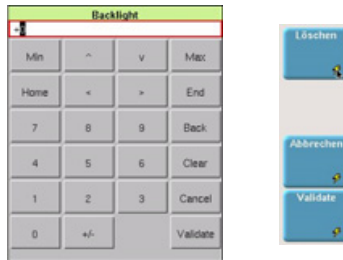 Backlight
+0
Min ^ v Max
Home < > End
7 8 9 Back
4 5 6 Clear
1 2 3 Cancel
0 +/- Validate
Löschen
Abbrechen
Validate